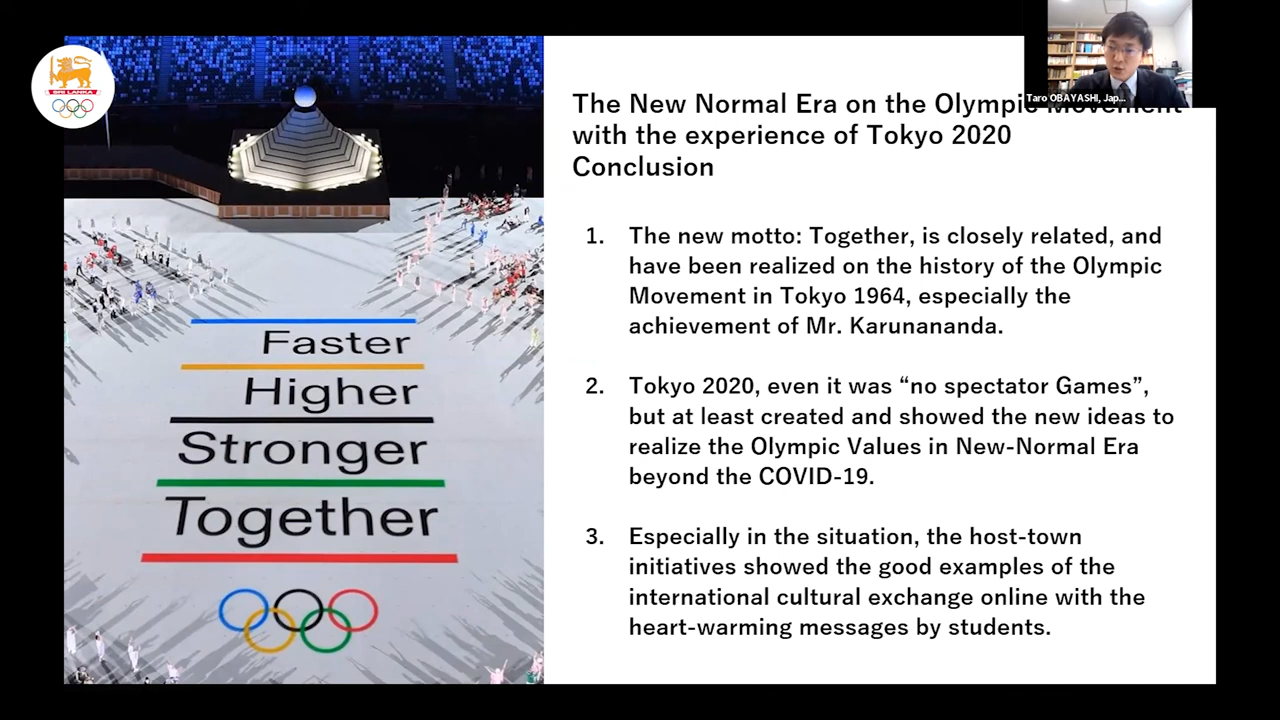 SRI LANKA
Taro OBAYASHI, Jap...
The New Normal Era on the Olympic Movement
with the experience of Tokyo 2020
Conclusion
1. The new motto: Together, is closely related, and
have been realized on the history of the Olympic
Movement in Tokyo 1964, especially the
achievement of Mr. Karunananda.
2. Tokyo 2020, even it was “no spectator Games”,
but at least created and showed the new ideas to
realize the Olympic Values in New-Normal Era
beyond the COVID-19.
3. Especially in the situation, the host-town
initiatives showed the good examples of the
international cultural exchange online with the
heart-warming messages by students.
Faster
Higher
Stronger
Together